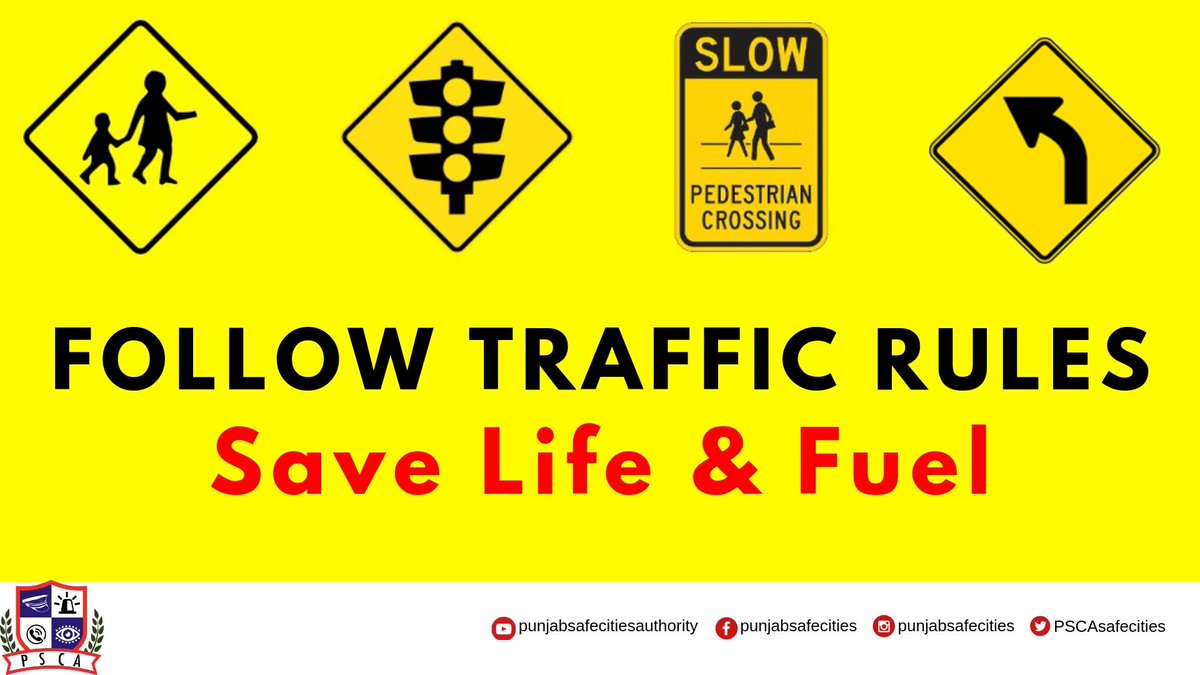 SLOW
PEDESTRIAN
CROSSING
FOLLOW TRAFFIC RULES
Save Life & Fuel
PSCA
punjabsafecitiesauthority
punjabsafecities
punjabsafecities
PSCAsafecities